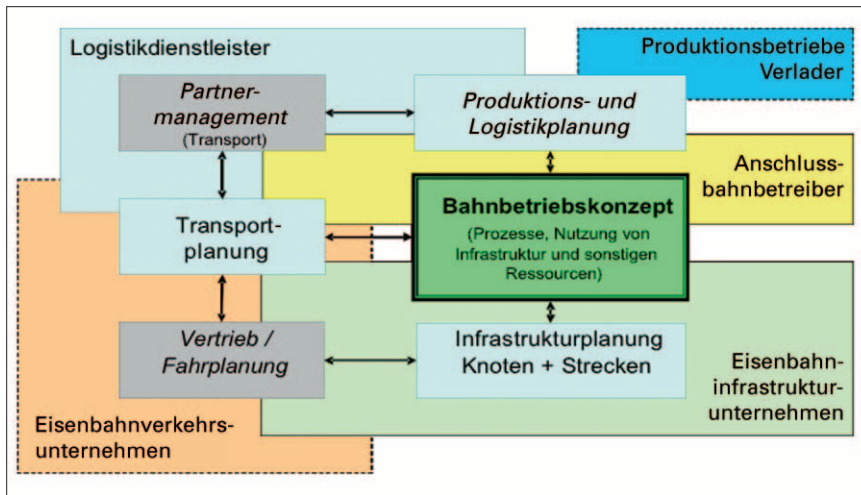 Logistikdienstleister
Produktionsbetriebe
Verlader
Partner-
management
(Transport)
Produktions- und
Logistikplanung
Anschluss-
bahnbetreiber
Transport-
planung
Bahnbetriebskonzept
(Prozesse, Nutzung von
Infrastruktur und sonstigen
Ressourcen)
Vertrieb /
Fahrplanung
Infrastrukturplanung
Knoten + Strecken
Eisenbahn-
infrastruktur-
unternehmen
Eisenbahnverkehrs-
unternehmen